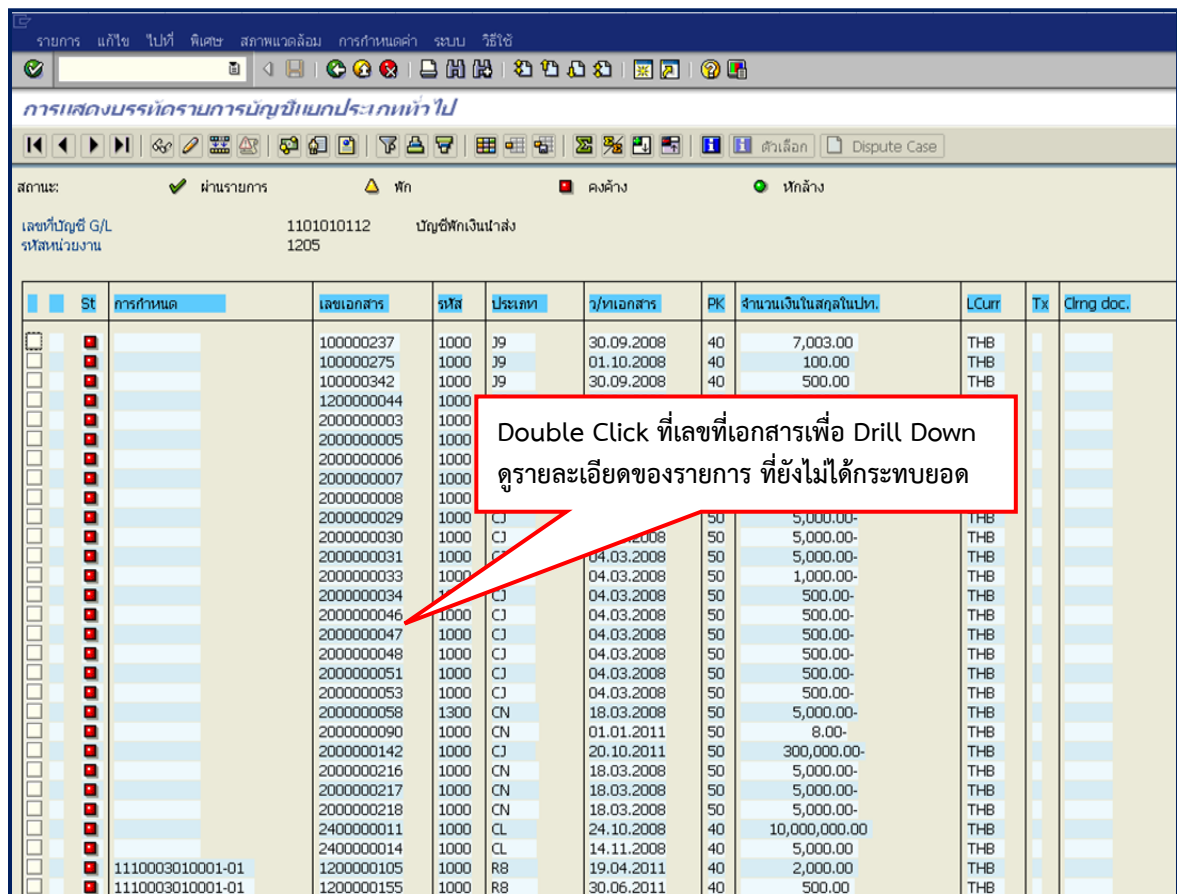 รายการ แก้ไข ไปที่ พิเศษ สภาพแวดล้อม การกำหนดค่า ระบบ วิธีใช้
การแสดงบรรทัดรายการบัญชีแยกประเภททั่วไป
ตัวเลือก Dispute Case
สถานะ: ผ่านรายการ พัก คงค้าง หักล้าง
เลขที่บัญชี G/L 1101010112 บัญชีพักเงินนำส่ง
รหัสหน่วยงาน 1205
St การกำหนด เลขเอกสาร รหัส ประเภท ว/ทเอกสาร PK จำนวนเงินในสกุลในปท. LCurr Tx Clrng doc.
100000237 1000 J9 30.09.2008 40 7,003.00 THB
100000275 1000 J9 01.10.2008 40 100.00 THB
100000342 1000 J9 30.09.2008 40 500.00 THB
1200000044 1000
2000000003 1000
2000000005 1000
2000000006 1000
2000000007 1000
2000000008 1000
Double Click ที่เลขที่เอกสารเพื่อ Drill Down
ดูรายละเอียดของรายการ ที่ยังไม่ได้กระทบยอด
2000000029 1000 CJ 50 5,000.00- THB
2000000030 1000 CJ 50 5,000.00- THB
2000000031 1000 04.03.2008 50 5,000.00- THB
2000000033 1000 04.03.2008 50 1,000.00- THB
2000000034 CJ 04.03.2008 50 500.00- THB
2000000046 1000 CJ 04.03.2008 50 500.00- THB
2000000047 1000 CJ 04.03.2008 50 500.00- THB
2000000048 1000 CJ 04.03.2008 50 500.00- THB
2000000051 1000 CJ 04.03.2008 50 500.00- THB
2000000053 1000 CJ 04.03.2008 50 500.00- THB
2000000058 1300 CN 18.03.2008 50 5,000.00- THB
2000000090 1000 CN 01.01.2011 50 8.00- THB
2000000142 1000 CJ 20.10.2011 50 300,000.00- THB
2000000216 1000 CN 18.03.2008 50 5,000.00- THB
2000000217 1000 CN 18.03.2008 50 5,000.00- THB
2000000218 1000 CN 18.03.2008 50 5,000.00- THB
2400000011 1000 CL 24.10.2008 40 10,000,000.00 THB
2400000014 1000 CL 14.11.2008 40 5,000.00 THB
1110003010001-01 1200000105 1000 R8 19.04.2011 40 2,000.00 THB
1110003010001-01 1200000155 1000 R8 30.06.2011 40 500.00 THB